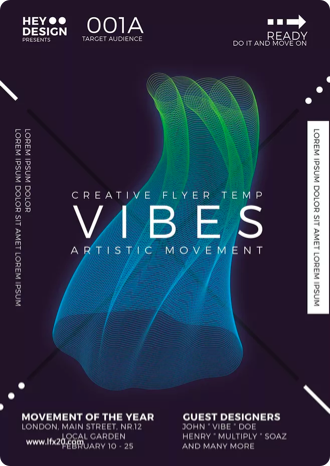 HEY
DESIGN
PRESENTS
001A
TARGET AUDIENCE
READY
DO IT AND MOVE ON
LOREM IPSUM DOLOR
LOREM IPSUM DOLOR SIT AMET LOREM IPSUM
LOREM IPSUM DOLOR SIT AMET LOREM IPSUM
CREATIVE FLYER TEMP
VIBES
ARTISTIC MOVEMENT
MOVEMENT OF THE YEAR
LONDON, MAIN STREET, NR.12
LOCAL GARDEN
FEBRUARY 10 - 25
www.lfx20.com
GUEST DESIGNERS
JOHN " VIBE " DOE
HENRY " MULTIPLY " SOAZ
AND MANY MORE